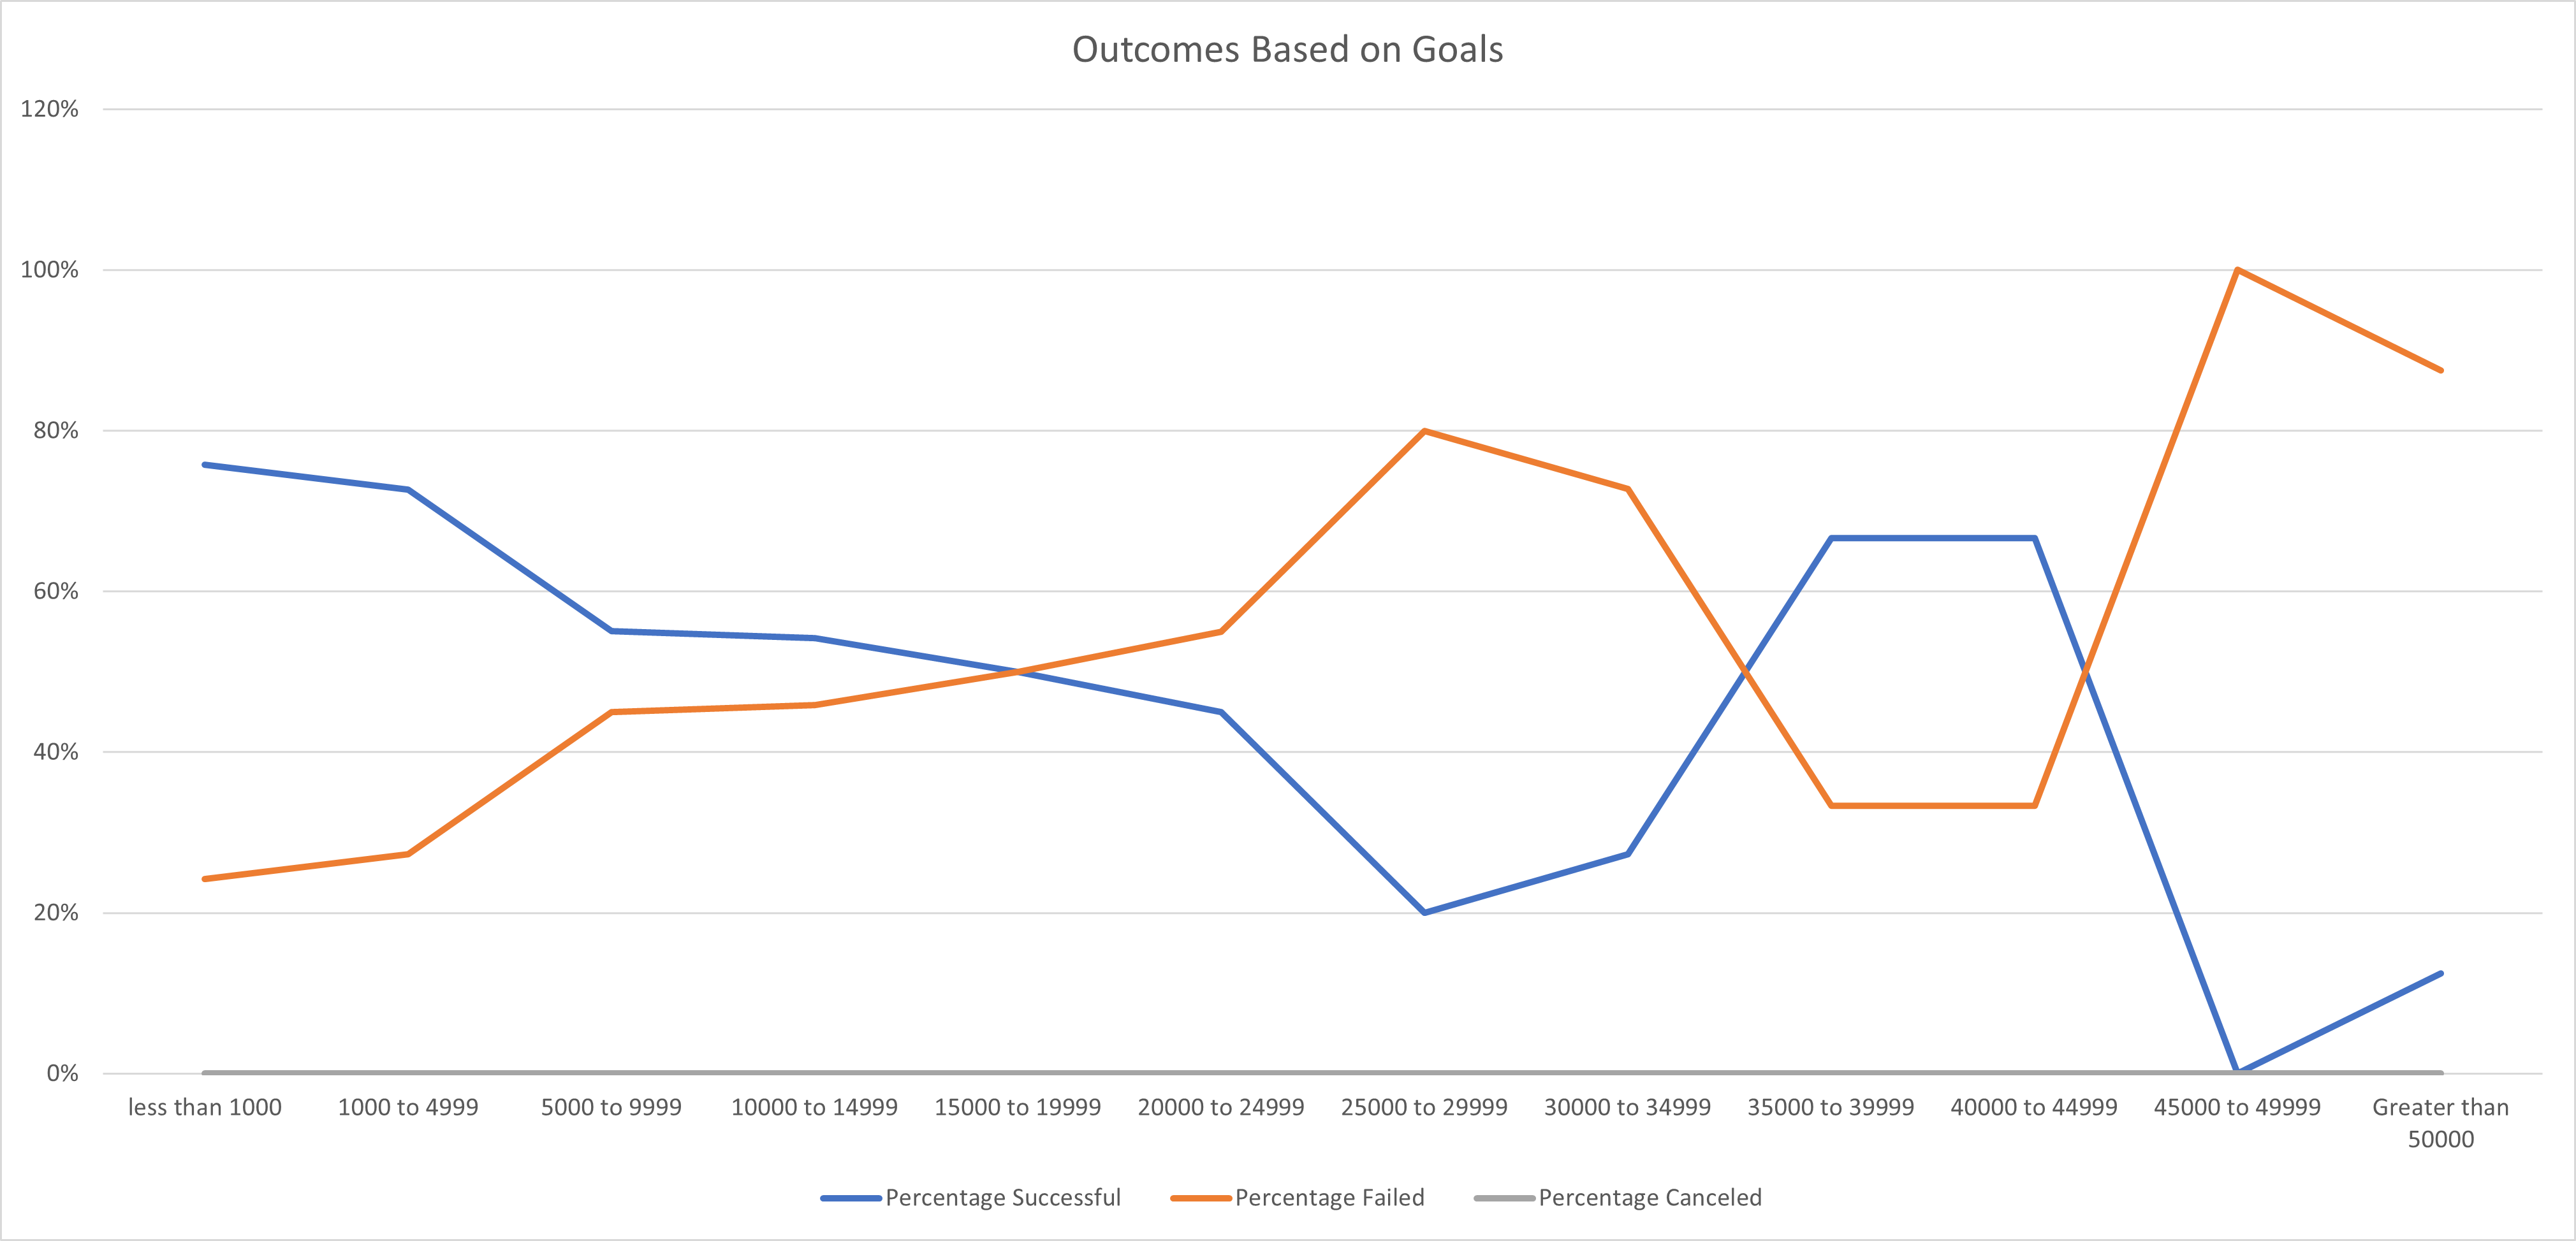 Outcomes Based on Goals
120%
100%
80%
60%
40%
20%
0%
less than 1000
1000 to 4999
5000 to 9999
10000 to 14999
15000 to 19999
20000 to 24999
25000 to 29999
30000 to 34999
35000 to 39999
40000 to 44999
45000 to 49999
Greater than
50000
Percentage Successful
Percentage Failed
Percentage Canceled